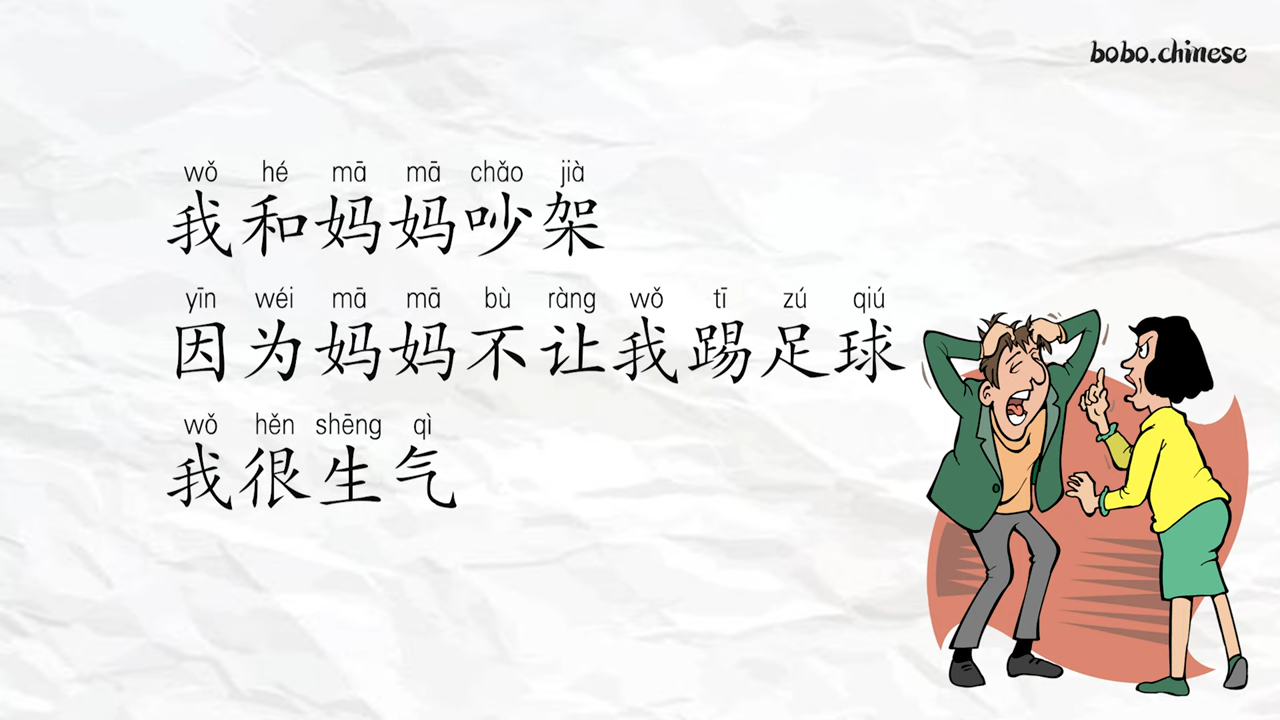 bobo.chinese
wǒ hé mā mā chǎo jià
我和妈妈吵架
yīn wéi mā mā bù ràng wǒ tī zú qiú
因为妈妈不让我踢足球
wǒ hěn shēng qì
我很生气